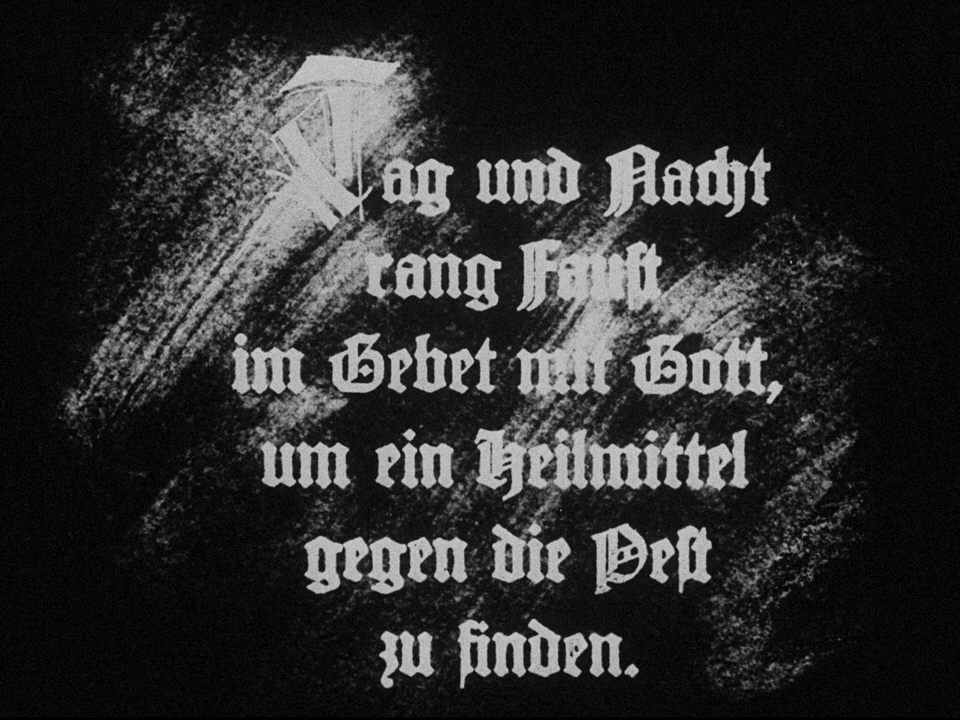 Tag und Nacht
rang Fauſt
im Gebet mit Gott,
um ein Heilmittel
gegen die Peſt
zu finden.